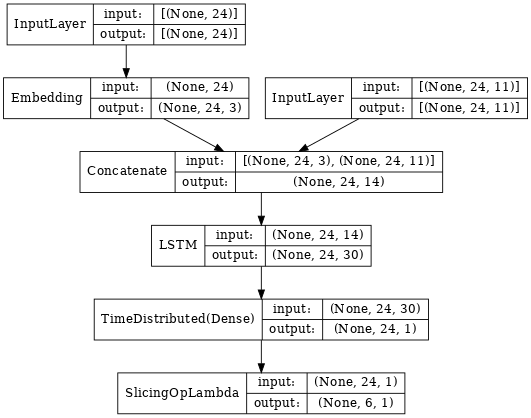 InputLayer
input: [(None, 24)]
output: [(None, 24)]
Embedding
input: (None, 24)
output: (None, 24, 3)
InputLayer
input: [(None, 24, 11)]
output: [(None, 24, 11)]
Concatenate
input: [(None, 24, 3), (None, 24, 11)]
output: (None, 24, 14)
LSTM
input: (None, 24, 14)
output: (None, 24, 30)
TimeDistributed(Dense)
input: (None, 24, 30)
output: (None, 24, 1)
SlicingOpLambda
input: (None, 24, 1)
output: (None, 6, 1)